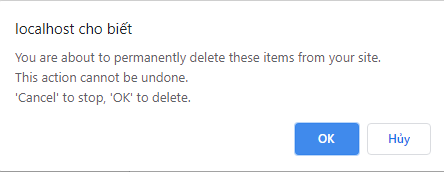 localhost cho biết
You are about to permanently delete these items from your site.
This action cannot be undone.
'Cancel' to stop, 'OK' to delete.
OK
Hủy